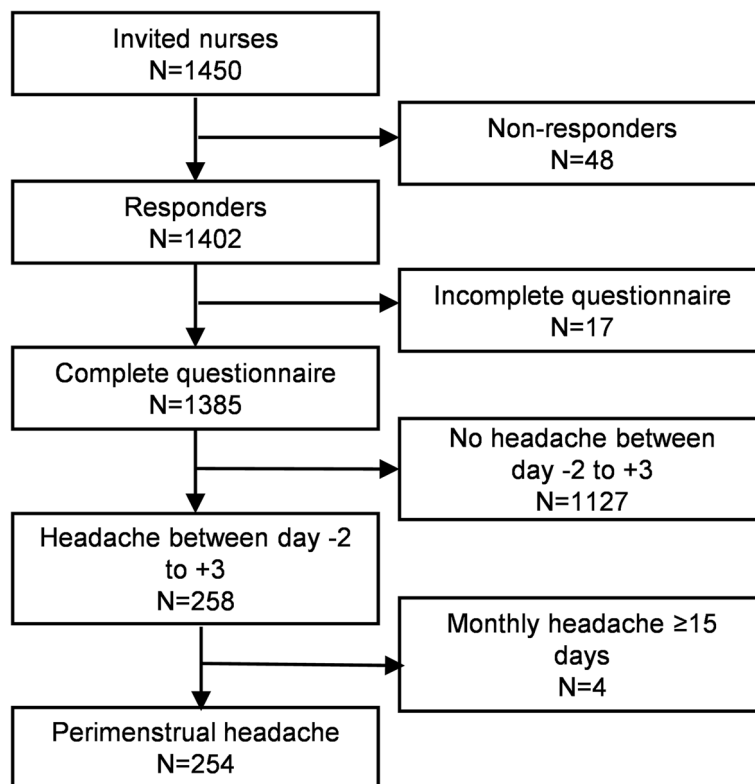 Invited nurses
N=1450
Non-responders
N=48
Responders
N=1402
Incomplete questionnaire
N=17
Complete questionnaire
N=1385
No headache between
day -2 to +3
N=1127
Headache between day -2
to +3
N=258
Monthly headache ≥15
days
N=4
Perimenstrual headache
N=254